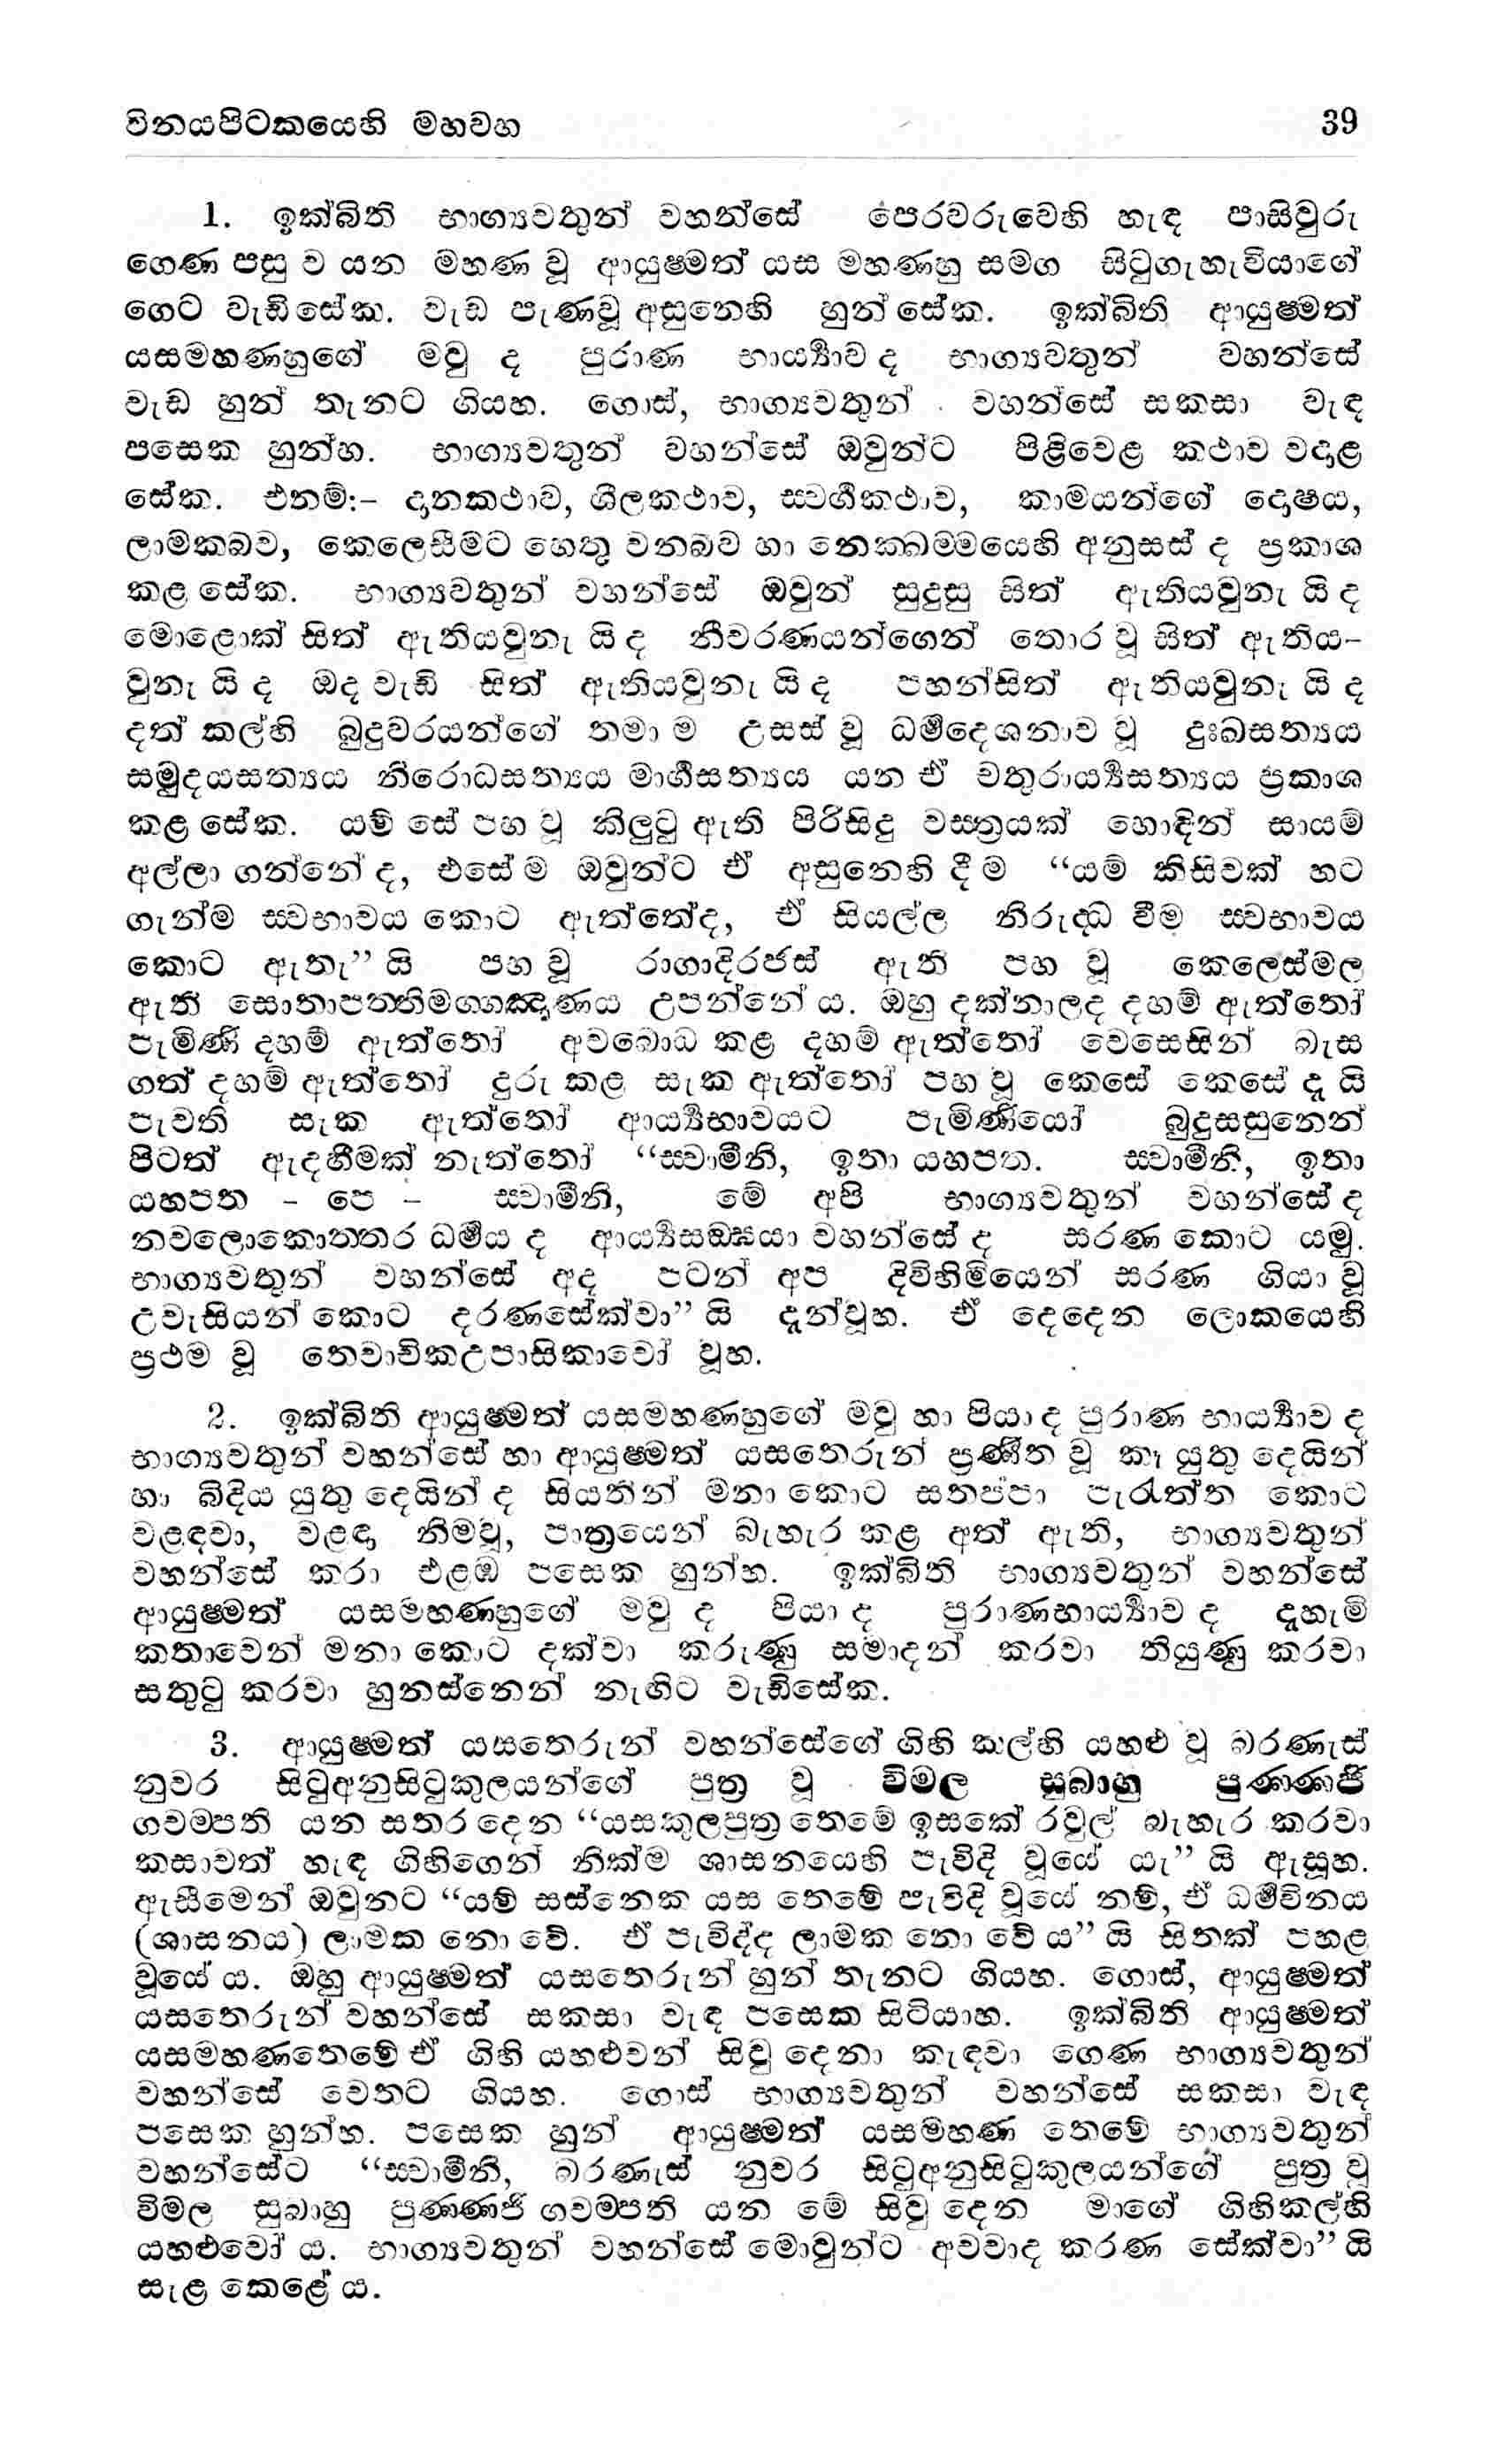 විනයපිටකයෙහි මහවග
39
1. ඉක්බිති භාග්‍යවතුන් වහන්සේ පෙරවරුවෙහි හැඳ පාසිවුරු
ගෙණ පසු ව යන මහණ වූ ආයුෂ්මත් යස මහණහු සමග සිටුගැහැවියාගේ
ගෙට වැඩිසේක. වැඩ පැණවූ අසුනෙහි හුන් සේක. ඉක්බිති ආයුෂ්මත්
යසමහණහුගේ මවු ද පුරාණ භාර්‍ය්‍යාව ද භාග්‍යවතුන් වහන්සේ
වැඩ හුන් තැනට ගියහ. ගොස්, භාග්‍යවතුන් වහන්සේ සකසා වැඳ
පසෙක හුන්හ. භාග්‍යවතුන් වහන්සේ ඔවුන්ට පිළිවෙළ කථාව වදාළ
සේක. එනම්:- දානකථාව, ශීලකථාව, ස්වර්ගකථාව, කාමයන්ගේ දොෂය,
ලාමකබව, කෙලෙසීමට හෙතු වනබව හා නෙක්ඛම්මයෙහි අනුසස් ද ප්‍රකාශ
කළ සේක. භාග්‍යවතුන් වහන්සේ ඔවුන් සුදුසු සිත් ඇතියවුනැ යි ද
මොළොක් සිත් ඇතියවුනැ යි ද නීවරණයන්ගෙන් තොර වූ සිත් ඇතිය-
වුනැ යි ද ඔද වැඩි සිත් ඇතියවුනැ යි ද පහන්සිත් ඇතියවුනැ යි ද
දත් කල්හි බුදුවරයන්ගේ තමා ම උසස් වූ ධර්මදෙශනාව වූ දුඃඛසත්‍යය
සමුදයසත්‍යය නිරොධසත්‍යය මාර්ගසත්‍යය යන ඒ චතුරාර්‍ය්‍යසත්‍යය ප්‍රකාශ
කළ සේක. යම් සේ පහ වූ කිලුටු ඇති පිරිසිදු වස්ත්‍රයක් හොඳින් සායම්
අල්ලා ගන්නේ ද, එසේ ම ඔවුන්ට ඒ අසුනෙහි දී ම “යම් කිසිවක් හට
ගැන්ම ස්වභාවය කොට ඇත්තේද, ඒ සියල්ල නිරුද්ධ වීම ස්වභාවය
කොට ඇතැ” යි පහ වූ රාගාදිරජස් ඇති පහ වූ කෙලෙස්මල
ඇති සොතාපත්තිමග්ගඤාණය උපන්නේ ය. ඔහු දක්නාලද දහම් ඇත්තෝ
පැමිණි දහම් ඇත්තෝ අවබොධ කළ දහම් ඇත්තෝ වෙසෙසින් බැස
ගත් දහම් ඇත්තෝ දුරු කළ සැක ඇත්තෝ පහ වූ කෙසේ කෙසේ දැ යි
පැවති සැක ඇත්තෝ ආර්‍ය්‍යභාවයට පැමිණියෝ බුදුසසුනෙන්
පිටත් ඇදහීමක් නැත්තෝ “ස්වාමීනි, ඉතා යහපත. ස්වාමීනි, ඉතා
යහපත - පෙ - ස්වාමීනි, මේ අපි භාග්‍යවතුන් වහන්සේ ද
නවලොකොත්තර ධර්මය ද ආර්‍ය්‍යසඞ්ඝයා වහන්සේ ද සරණ කොට යමු.
භාග්‍යවතුන් වහන්සේ අද පටන් අප දිවිහිමියෙන් සරණ ගියා වූ
උවැසියන් කොට දරණසේක්වා” යි දැන්වූහ. ඒ දෙදෙන ලොකයෙහි
ප්‍රථම වූ තෙවාචිකඋපාසිකාවෝ වූහ.
2. ඉක්බිති ආයුෂ්මත් යසමහණහුගේ මවු හා පියා ද පුරාණ භාර්‍ය්‍යාව ද
භාග්‍යවතුන් වහන්සේ හා ආයුෂ්මත් යසතෙරුන් ප්‍රණීත වූ කෑ යුතු දෙයින්
හා බිදිය යුතු දෙයින් ද සියතින් මනා කොට සතප්පා පැරැත්ත කොට
වළඳවා, වළඳා නිමවූ, පාත්‍රයෙන් බැහැර කළ අත් ඇති, භාග්‍යවතුන්
වහන්සේ කරා එළඹ පසෙක හුන්හ. ඉක්බිති භාග්‍යවතුන් වහන්සේ
ආයුෂ්මත් යසමහණහුගේ මවු ද පියා ද පුරාණභාර්‍ය්‍යාව ද දැහැමි
කතාවෙන් මනා කොට දක්වා කරුණු සමාදන් කරවා තියුණු කරවා
සතුටු කරවා හුනස්නෙන් නැඟිට වැඩිසේක.
3. ආයුෂ්මත් යසතෙරුන් වහන්සේගේ ගිහි කල්හි යහළු වූ බරණැස්
නුවර සිටුඅනුසිටුකුලයන්ගේ පුත්‍ර වූ විමල සුබාහු පුණ්ණජි
ගවම්පති යන සතර දෙන “යසකුලපුත්‍ර තෙමේ ඉසකේ රවුල් බැහැර කරවා
කසාවත් හැඳ ගිහිගෙන් නික්ම ශාසනයෙහි පැවිදි වූයේ යැ” යි ඇසූහ.
ඇසීමෙන් ඔවුනට “යම් සස්නෙක යස තෙමේ පැවිදි වූයේ නම්, ඒ ධර්මවිනය
(ශාසනය) ලාමක නො වේ. ඒ පැවිද්ද ලාමක නො වේ ය” යි සිතක් පහළ
වූයේ ය. ඔහු ආයුෂ්මත් යසතෙරුන් හුන් තැනට ගියහ. ගොස්, ආයුෂ්මත්
යසතෙරුන් වහන්සේ සකසා වැඳ පසෙක සිටියාහ. ඉක්බිති ආයුෂ්මත්
යසමහණතෙමේ ඒ ගිහි යහළුවන් සිවු දෙනා කැඳවා ගෙණ භාග්‍යවතුන්
වහන්සේ වෙතට ගියහ. ගොස් භාග්‍යවතුන් වහන්සේ සකසා වැඳ
පසෙක හුන්හ. පසෙක හුන් ආයුෂ්මත් යසමහණ තෙමේ භාග්‍යවතුන්
වහන්සේට “ස්වාමීනි, බරණැස් නුවර සිටුඅනුසිටුකුලයන්ගේ පුත්‍ර වූ
විමල සුබාහු පුණ්ණජි ගවම්පති යන මේ සිවු දෙන මාගේ ගිහිකල්හි
යහළුවෝ ය. භාග්‍යවතුන් වහන්සේ මොවුන්ට අවවාද කරණ සේක්වා” යි
සැළ කෙළේ ය.